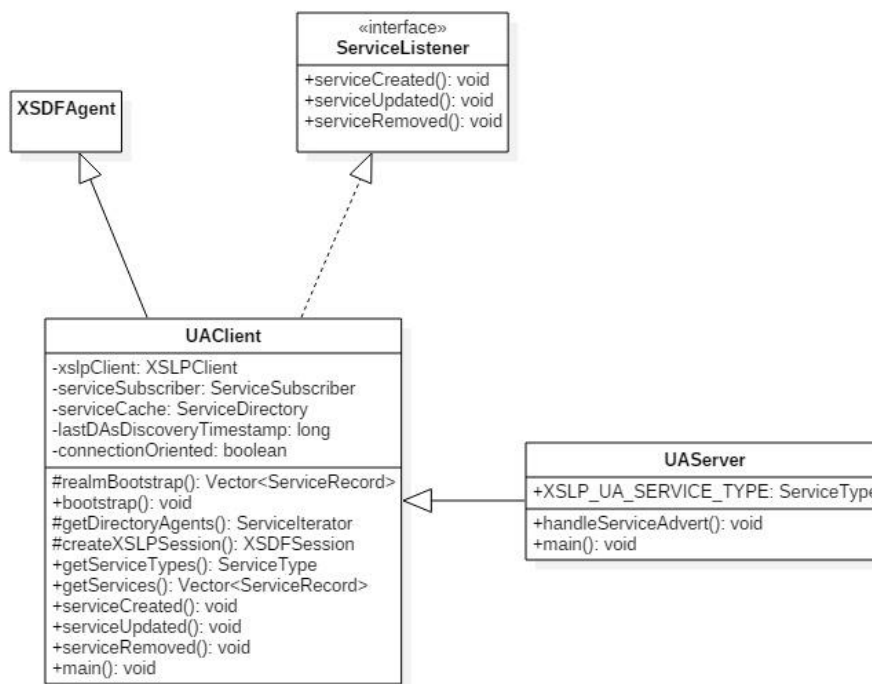 «interface»
ServiceListener
+serviceCreated(): void
+serviceUpdated(): void
+serviceRemoved(): void
XSDFAgent
UAClient
-xslpClient: XSLPClient
-serviceSubscriber: ServiceSubscriber
-serviceCache: ServiceDirectory
-lastDAsDiscoveryTimestamp: long
-connectionOriented: boolean
#realmBootstrap(): Vector<ServiceRecord>
+bootstrap(): void
#getDirectoryAgents(): ServiceIterator
#createXSLPSession(): XSDFSession
+getServiceTypes(): ServiceType
+getServices(): Vector<ServiceRecord>
+serviceCreated(): void
+serviceUpdated(): void
+serviceRemoved(): void
+main(): void
UAServer
+XSLP_UA_SERVICE_TYPE: ServiceType
+handleServiceAdvert(): void
+main(): void